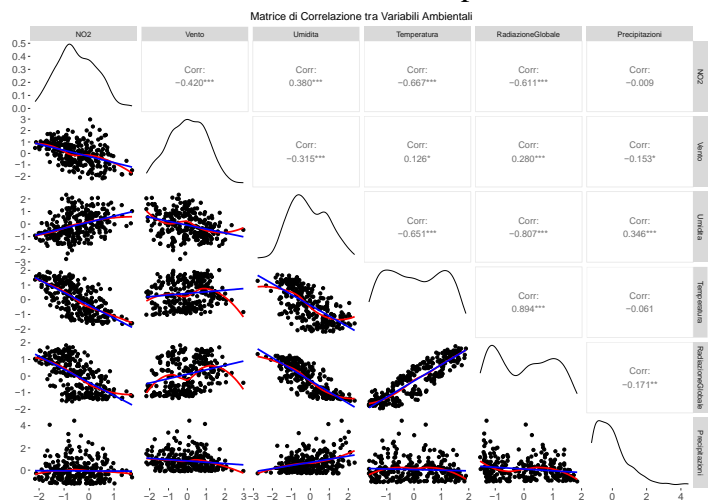 Matrice di Correlazione tra Variabili Ambientali
NO2 Vento Umidita Temperatura RadiazioneGlobale Precipitazioni
0.5
0.4
0.3
0.2
0.1
0.0
Corr:
−0.420***
Corr:
0.380***
Corr:
−0.667***
Corr:
−0.611***
Corr:
−0.009
NO2
3
2
1
0
−1
−2
Corr:
−0.315***
Corr:
0.126*
Corr:
0.280***
Corr:
−0.153*
Vento
2
1
0
−1
−2
−3
Corr:
−0.651***
Corr:
−0.807***
Corr:
0.346***
Umidita
2
1
0
−1
−2
Corr:
0.894***
Corr:
−0.061
Temperatura
2
1
0
−1
−2
Corr:
−0.171**
RadiazioneGlobale
4
3
2
1
0
−1
Precipitazioni
−2 −1 0 1 −2 −1 0 1 2 3 −3 −2 −1 0 1 2 −1 0 1 2 −1 0 1 2 0 2 4